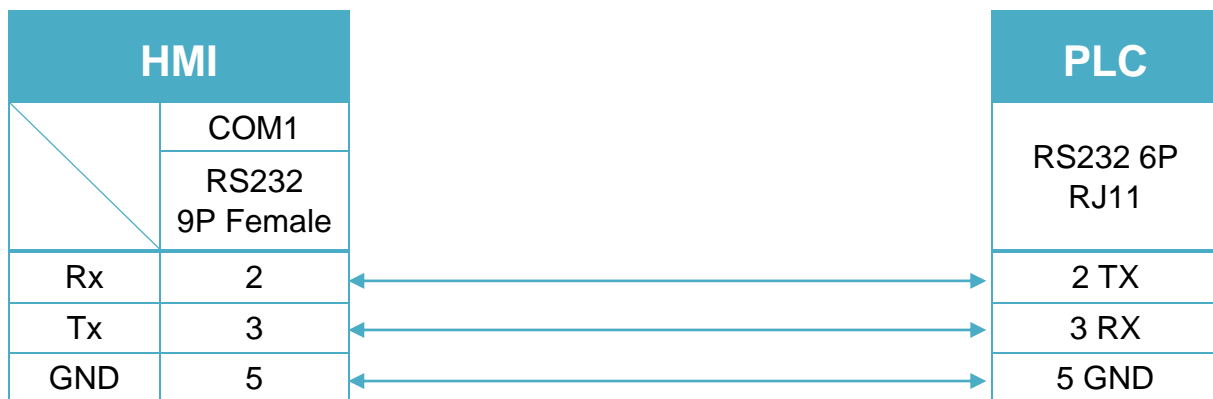 HMI
PLC
COM1
RS232
9P Female
RS232 6P
RJ11
Rx 2 2 TX
Tx 3 3 RX
GND 5 5 GND